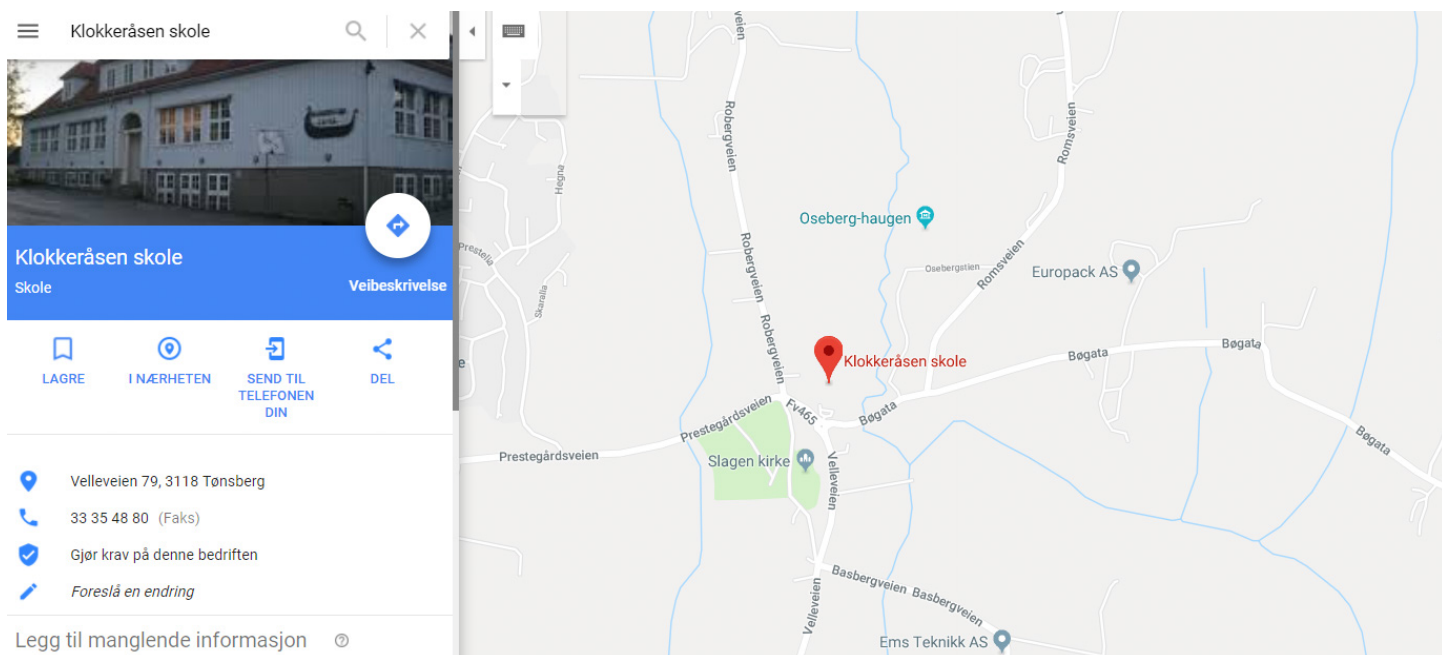 Klokkeråsen skole
Klokkeråsen skole
Skole
Veibeskrivelse
LAGRE
I NÆRHETEN
SEND TIL
TELEFONEN
DIN
DEL
Velleveien 79, 3118 Tønsberg
33 35 48 80 (Faks)
Gjør krav på denne bedriften
Foreslå en endring
Legg til manglende informasjon
veien
Robergveien
Romsveien
Hegna
Oseberg-haugen
Prestelia
Robergveien
Osebergstien
Romsveien
Europack AS
Skaralia
Robergveien
Klokkeråsen skole
Bøgata
Bøgata
e
Prestegårdsveien
Fv465
Bøgata
Prestegårdsveien
Slagen kirke
Velleveien
Bøgata
Basbergveien
Basbergveien
Velleveien
Ems Teknikk AS